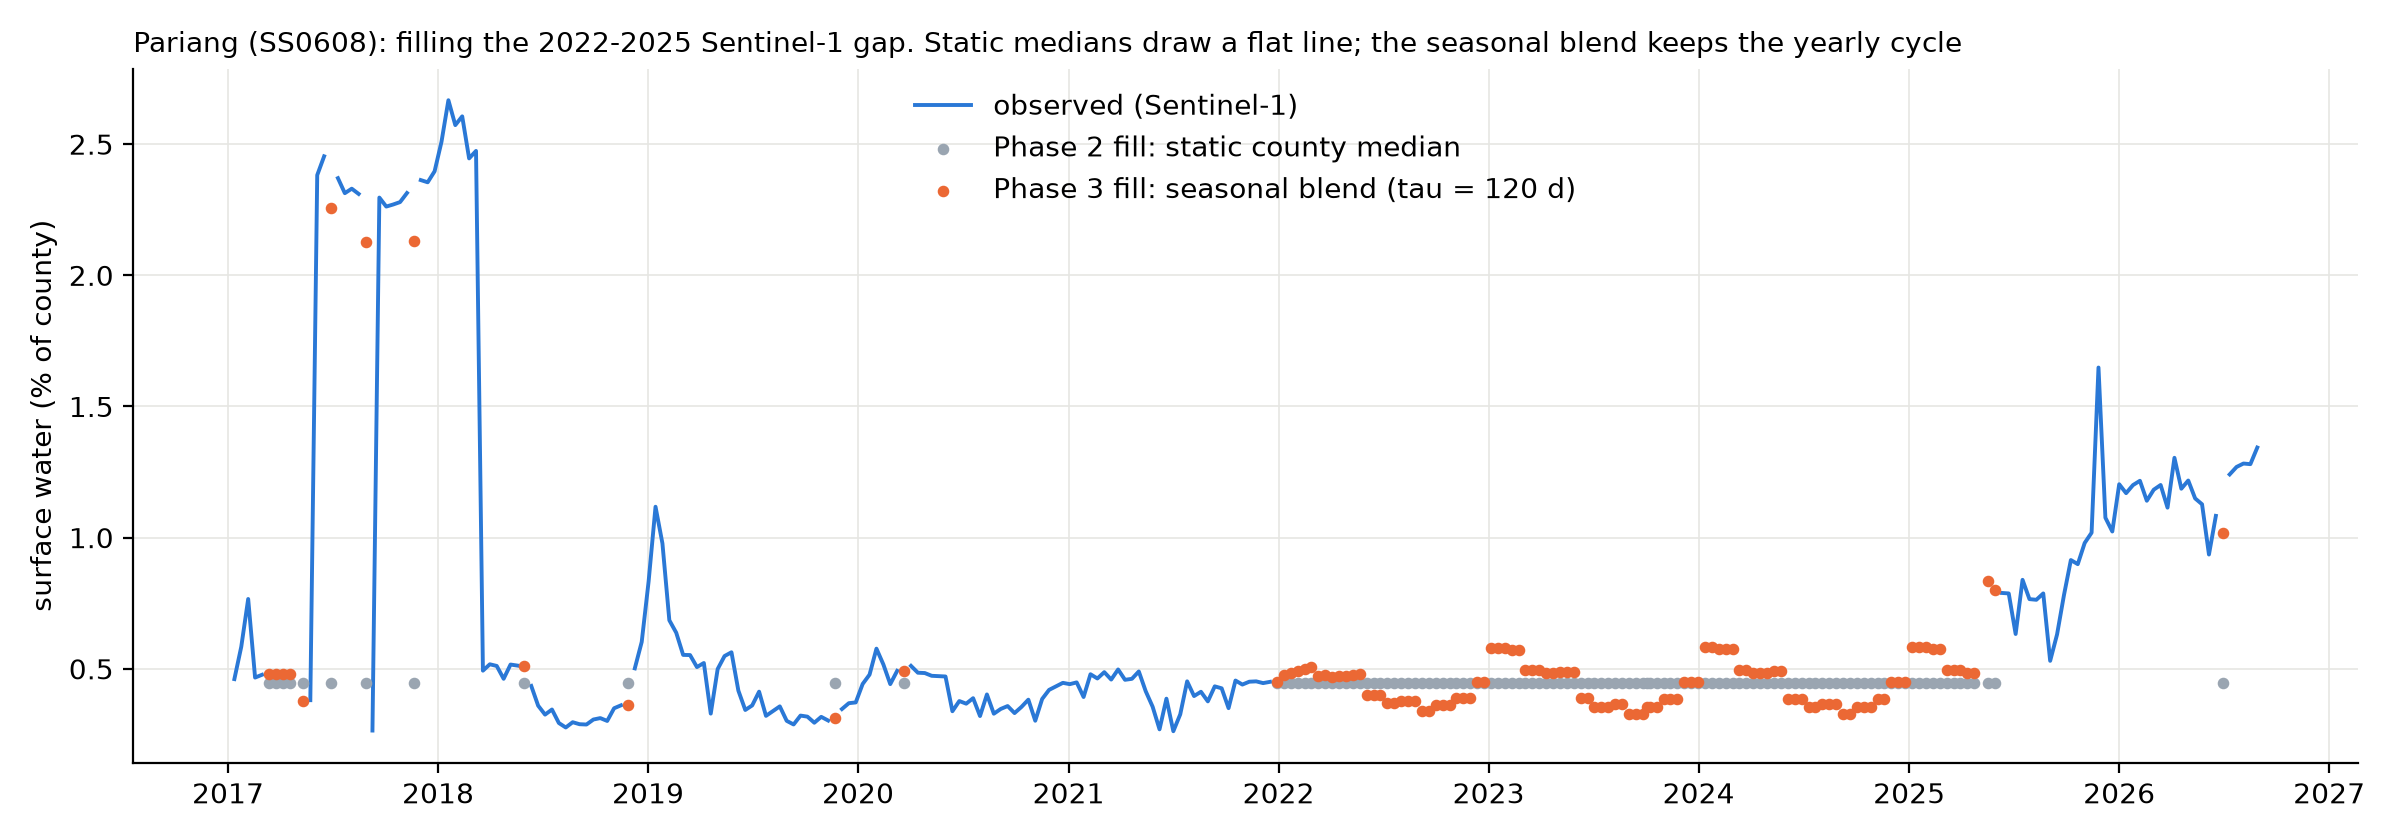 Pariang (SS0608): filling the 2022-2025 Sentinel-1 gap. Static medians draw a flat line; the seasonal blend keeps the yearly cycle
observed (Sentinel-1)
Phase 2 fill: static county median
Phase 3 fill: seasonal blend (tau = 120 d)
surface water (% of county)
2.5
2.0
1.5
1.0
0.5
2017 2018 2019 2020 2021 2022 2023 2024 2025 2026 2027